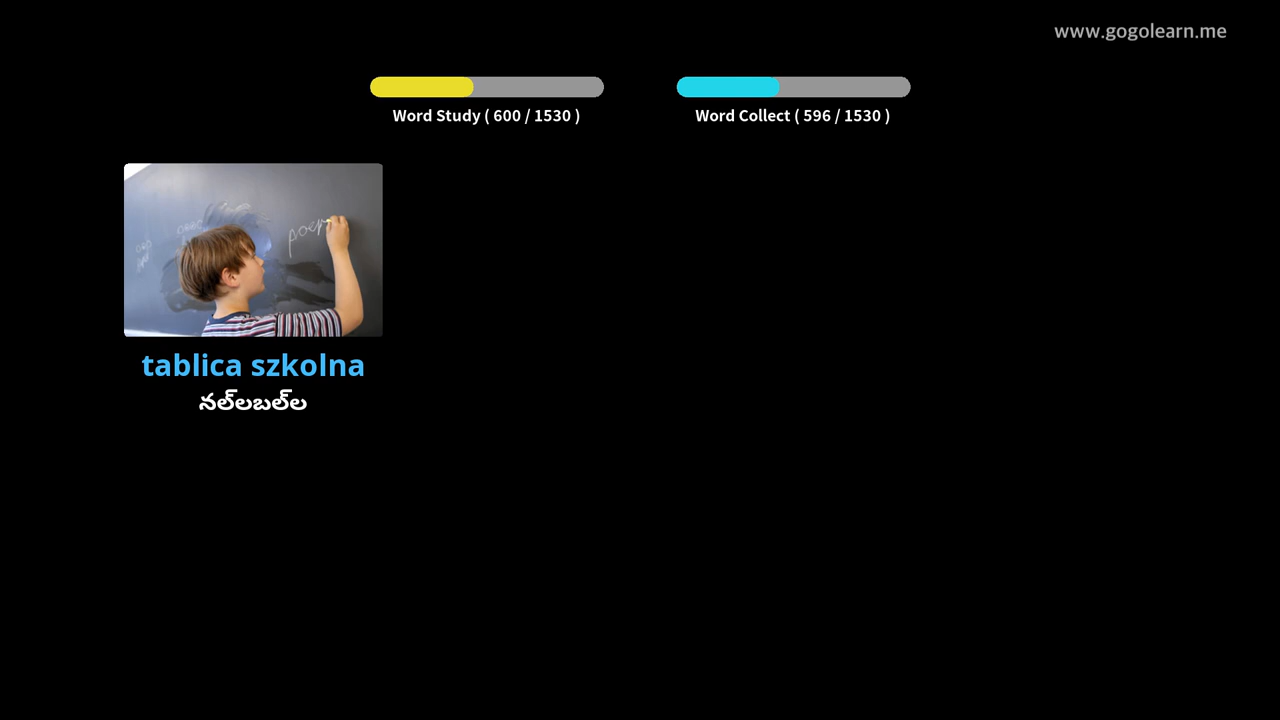 www.gogolearn.me
Word Study ( 600 / 1530 )
Word Collect ( 596 / 1530 )
tablica szkolna
నల్‌లబల్‌ల